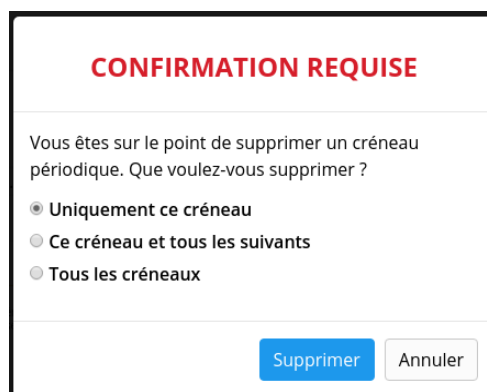 CONFIRMATION REQUISE
Vous êtes sur le point de supprimer un créneau
périodique. Que voulez-vous supprimer ?
Uniquement ce créneau
Ce créneau et tous les suivants
Tous les créneaux
Supprimer Annuler